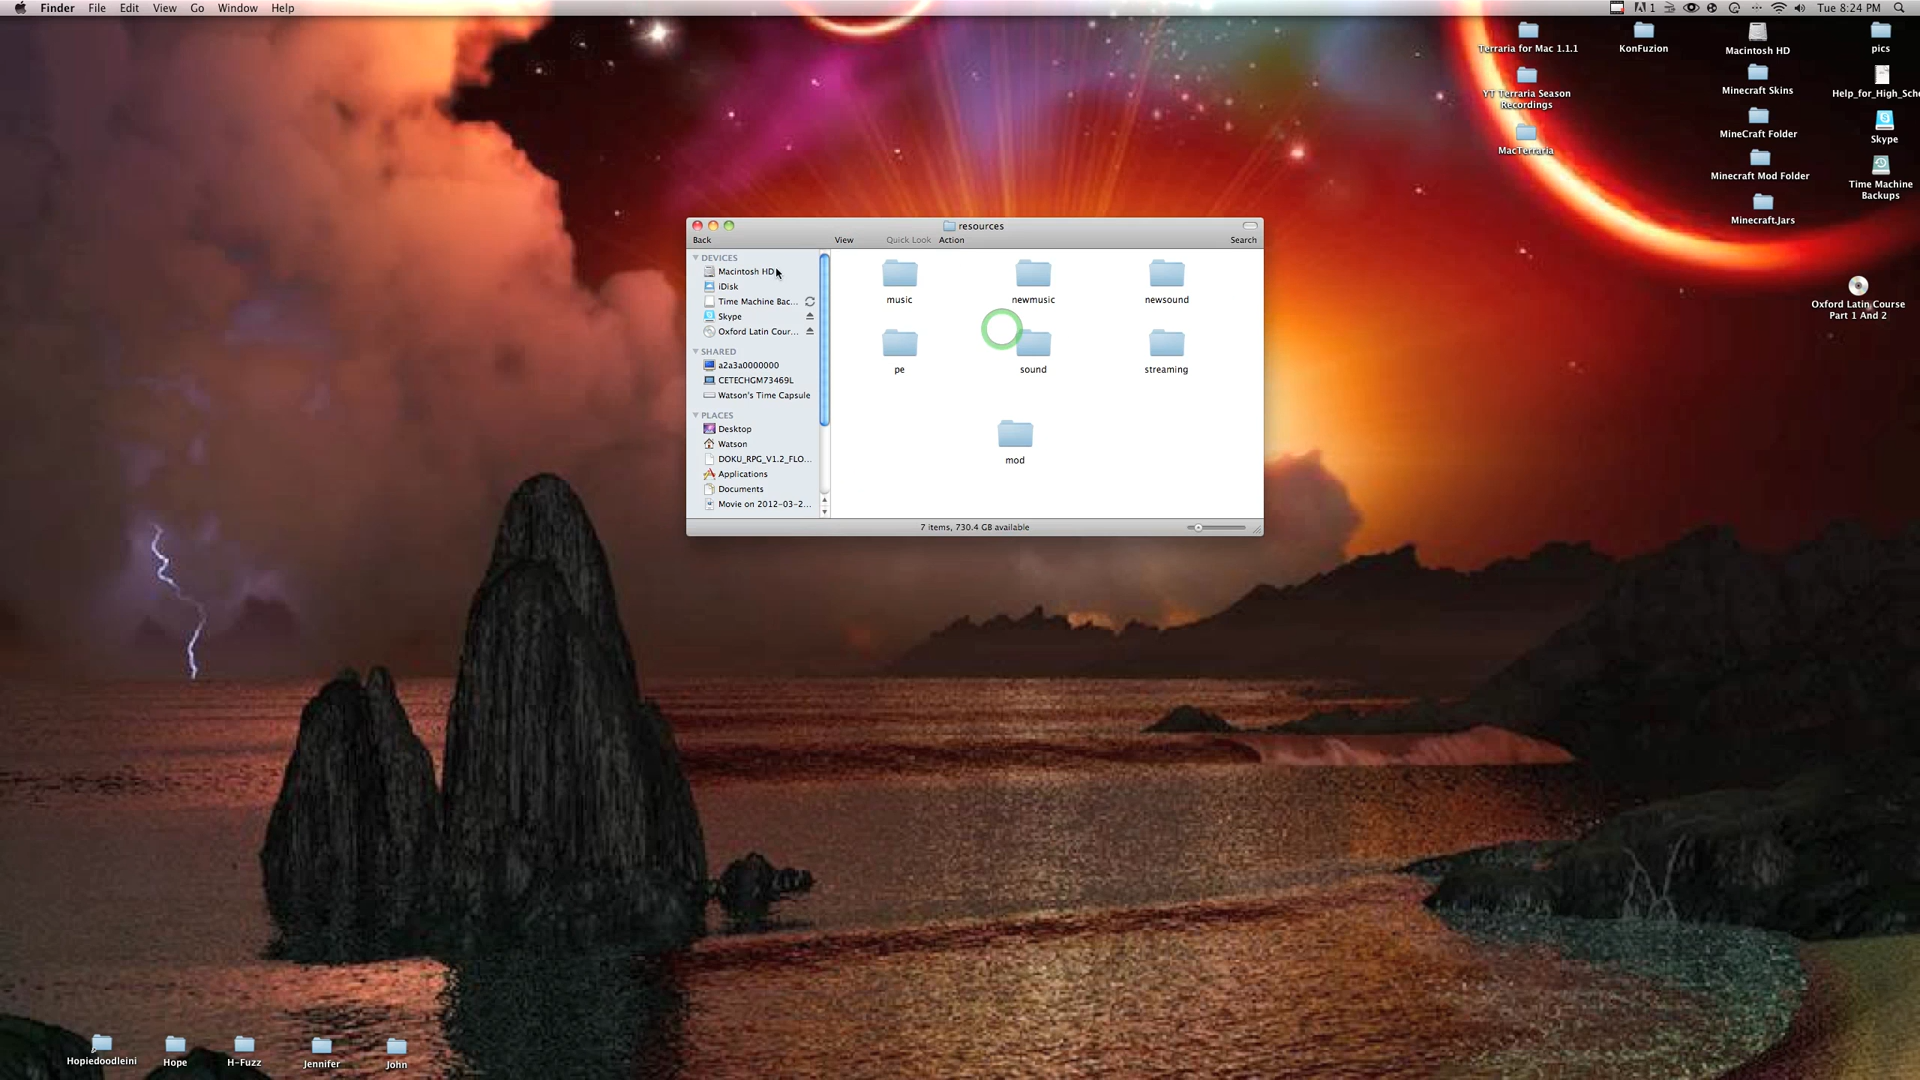 Finder File Edit View Go Window Help
1 Tue 8:24 PM
Terraria for Mac 1.1.1
KonFuzion
Macintosh HD
pics
YT Terraria Season
Recordings
Minecraft Skins
Help_for_High_Sch
MacTerraria
MineCraft Folder
Skype
Minecraft Mod Folder
Time Machine
Backups
Minecraft.Jars
Oxford Latin Course
Part 1 And 2
resources
Back View Quick Look Action Search
DEVICES
Macintosh HD
iDisk
Time Machine Bac...
Skype
Oxford Latin Cour...
SHARED
a2a3a0000000
CETECHGM73469L
Watson's Time Capsule
PLACES
Desktop
Watson
DOKU_RPG_V1.2_FLO...
Applications
Documents
Movie on 2012-03-2...
music newmusic newsound
pe sound streaming
mod
7 items, 730.4 GB available
Hopiedoodleini
Hope
H-Fuzz
Jennifer
John